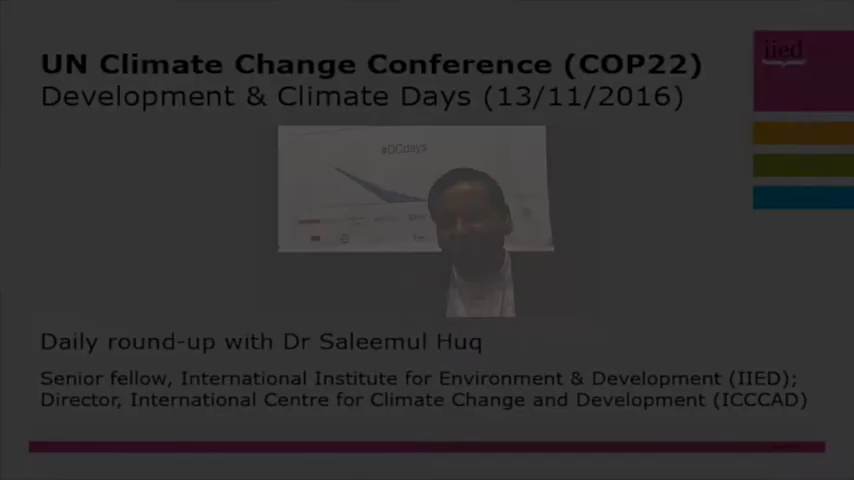 UN Climate Change Conference (COP22)
iied
Development & Climate Days (13/11/2016)
#DCdays
Daily round-up with Dr Saleemul Huq
Senior fellow, International Institute for Environment & Development (IIED);
Director, International Centre for Climate Change and Development (ICCCAD)